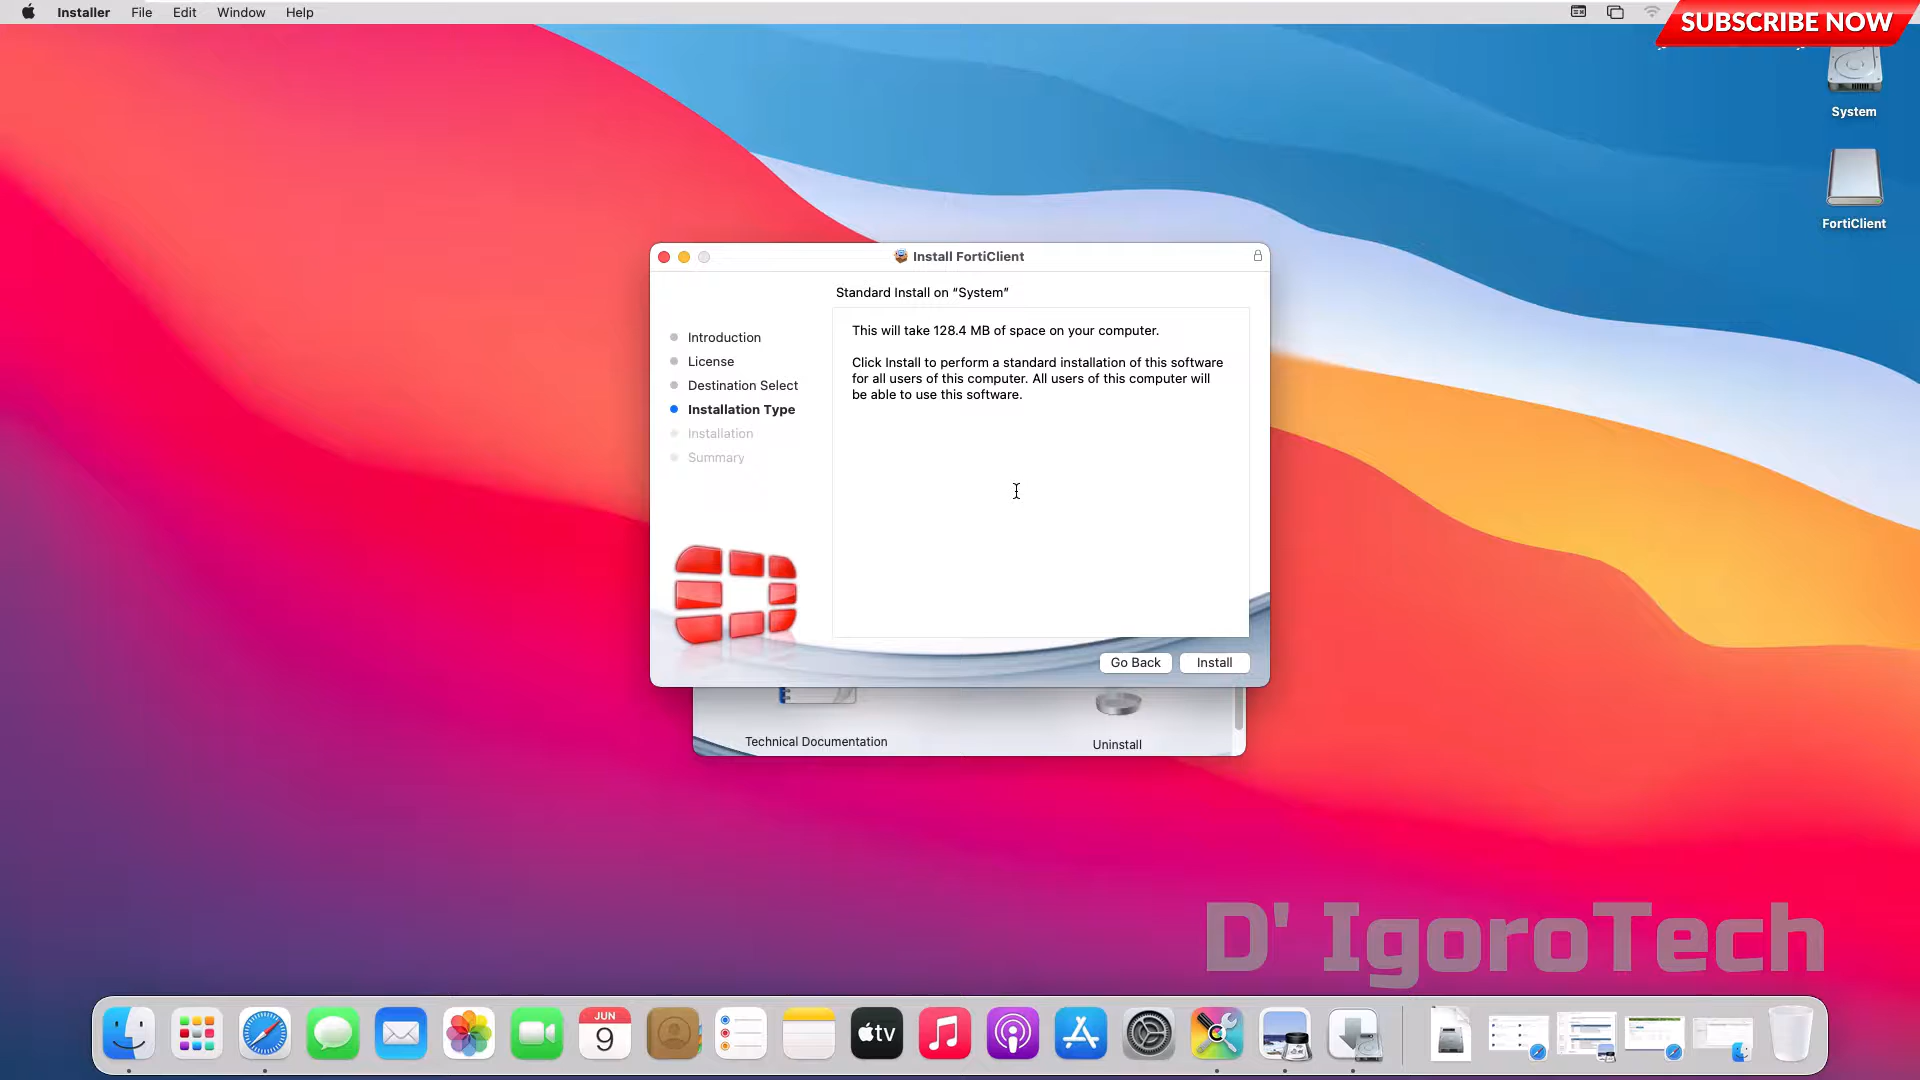 Installer File Edit Window Help
SUBSCRIBE NOW
System
FortiClient
Install FortiClient
Standard Install on “System”
This will take 128.4 MB of space on your computer.
Click Install to perform a standard installation of this software
for all users of this computer. All users of this computer will
be able to use this software.
Introduction
License
Destination Select
Installation Type
Installation
Summary
Go Back Install
Technical Documentation Uninstall
D' IgoroTech
JUN
9
tv